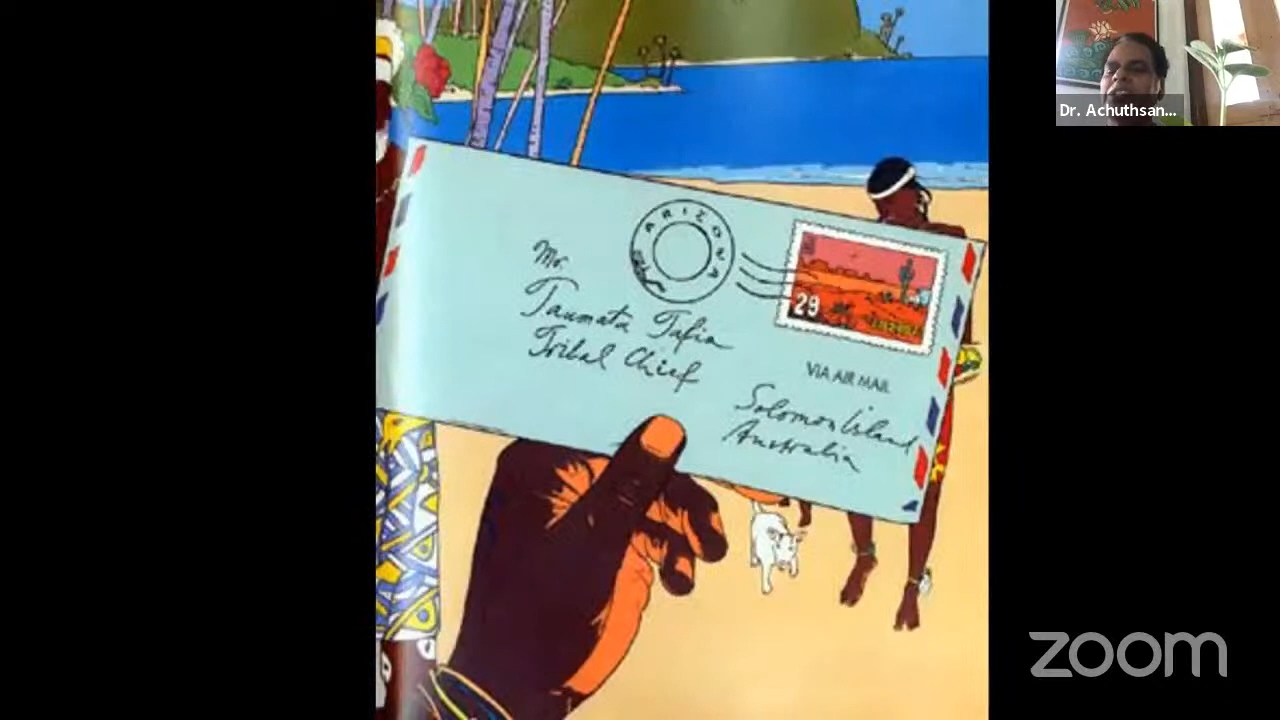 Dr. Achuthsan...
ARIZONA
29
Mr.
Taumata Tafia
Tribal Chief
VIA AIR MAIL
Solomon Island
Australia
zoom